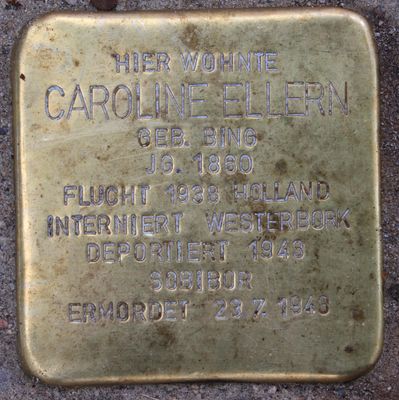 HIER WOHNTE
CAROLINE ELLERN
GEB. BING
JG. 1860
FLUCHT 1938 HOLLAND
INTERNIERT WESTERBORK
DEPORTIERT 1943
SOBIBOR
ERMORDET 23.7.1943